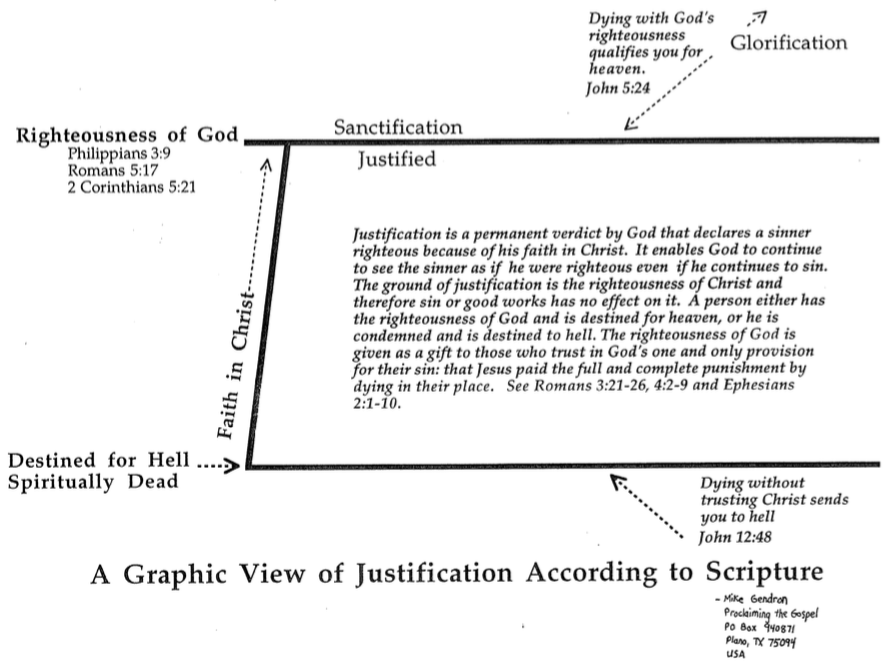 Dying with God's
righteousness
qualifies you for
heaven.
John 5:24
Glorification
Righteousness of God
Philippians 3:9
Romans 5:17
2 Corinthians 5:21
Sanctification
Justified
Justification is a permanent verdict by God that declares a sinner
righteous because of his faith in Christ. It enables God to continue
to see the sinner as if he were righteous even if he continues to sin.
The ground of justification is the righteousness of Christ and
therefore sin or good works has no effect on it. A person either has
the righteousness of God and is destined for heaven, or he is
condemned and is destined to hell. The righteousness of God is
given as a gift to those who trust in God's one and only provision
for their sin: that Jesus paid the full and complete punishment by
dying in their place. See Romans 3:21-26, 4:2-9 and Ephesians
2:1-10.
Faith in Christ
Destined for Hell
Spiritually Dead
Dying without
trusting Christ sends
you to hell
John 12:48
A Graphic View of Justification According to Scripture
- Mike Gendron
Proclaiming the Gospel
PO Box 940871
Plano, TX 75094
USA